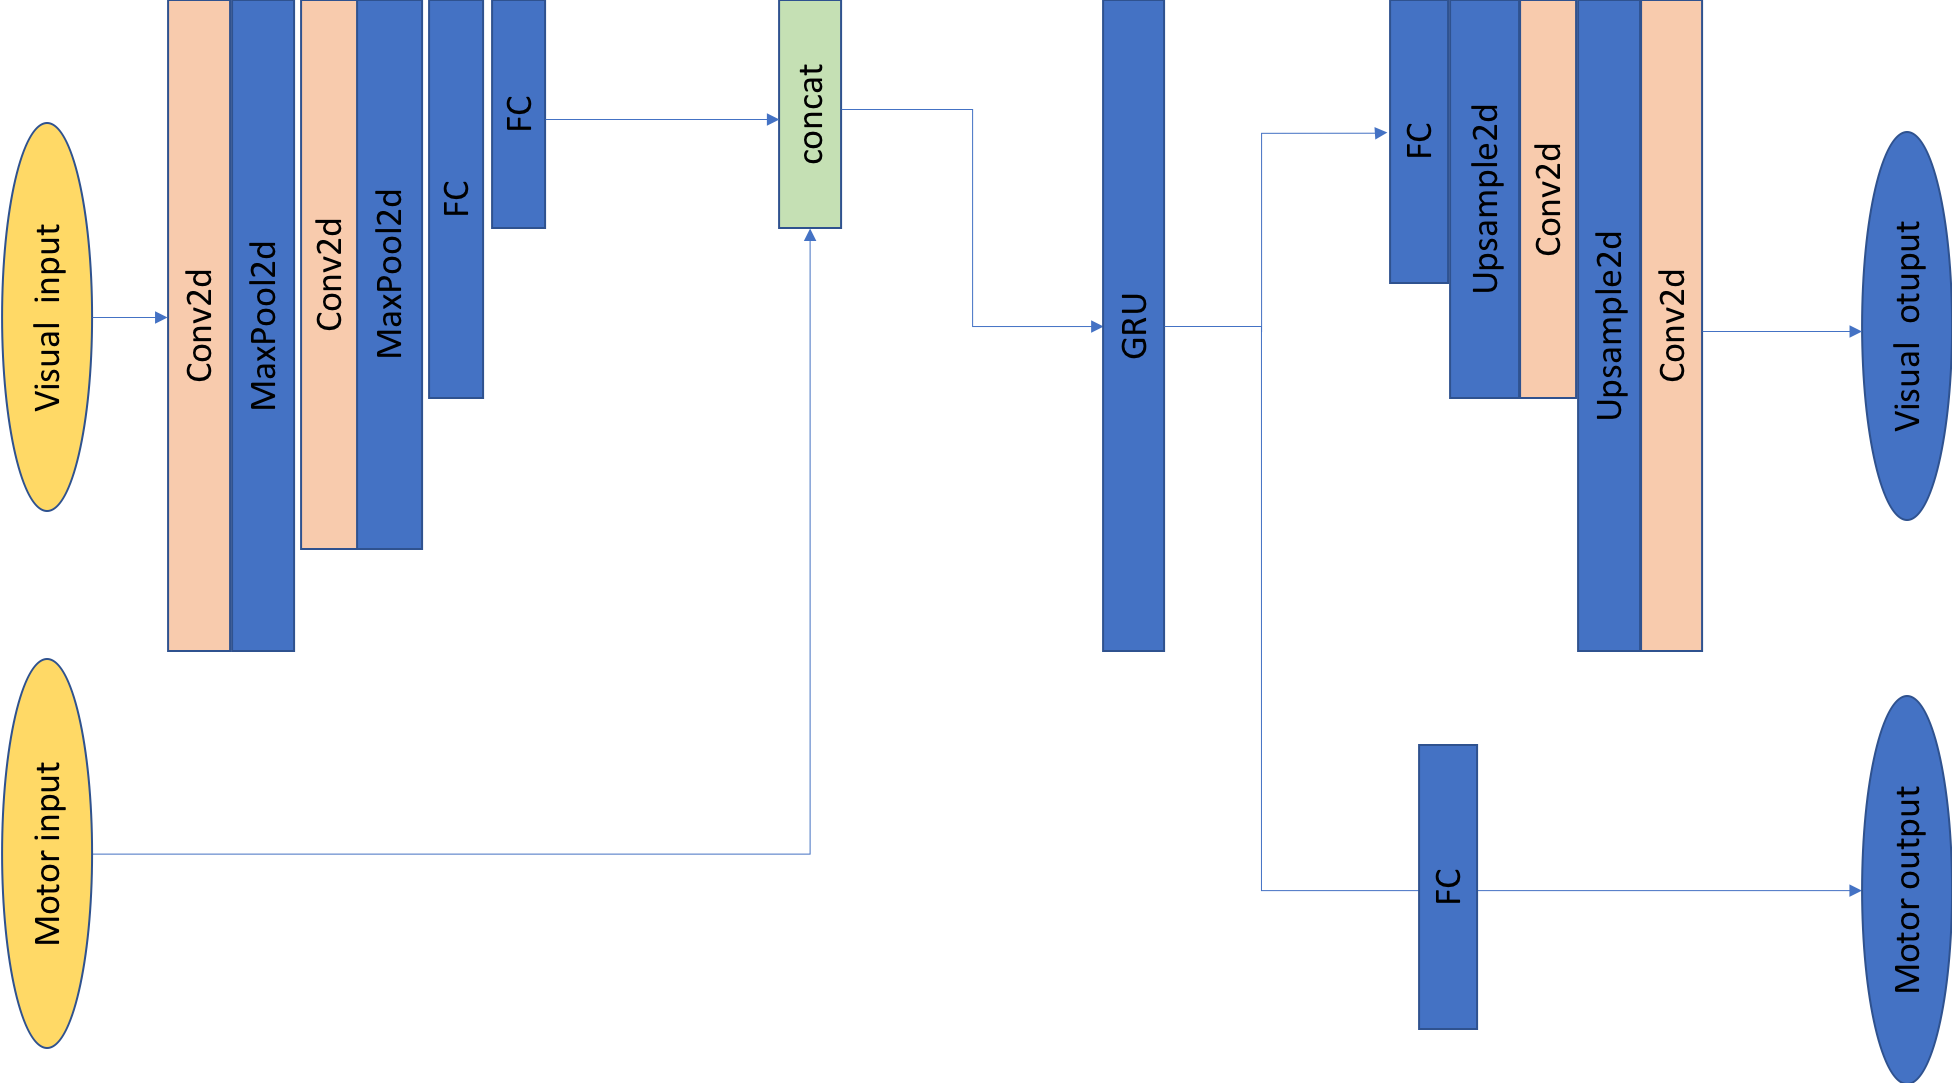 Visual input
Conv2d
MaxPool2d
Conv2d
MaxPool2d
FC
FC
concat
GRU
FC
Upsample2d
Conv2d
Upsample2d
Conv2d
Visual otuput
Motor input
FC
Motor output